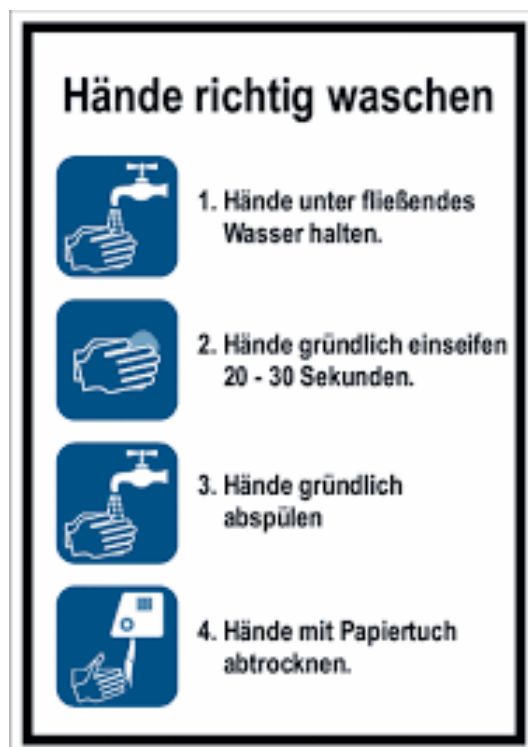 Hände richtig waschen
1. Hände unter fließendes
Wasser halten.
2. Hände gründlich einseifen
20 - 30 Sekunden.
3. Hände gründlich
abspülen
4. Hände mit Papiertuch
abtrocknen.